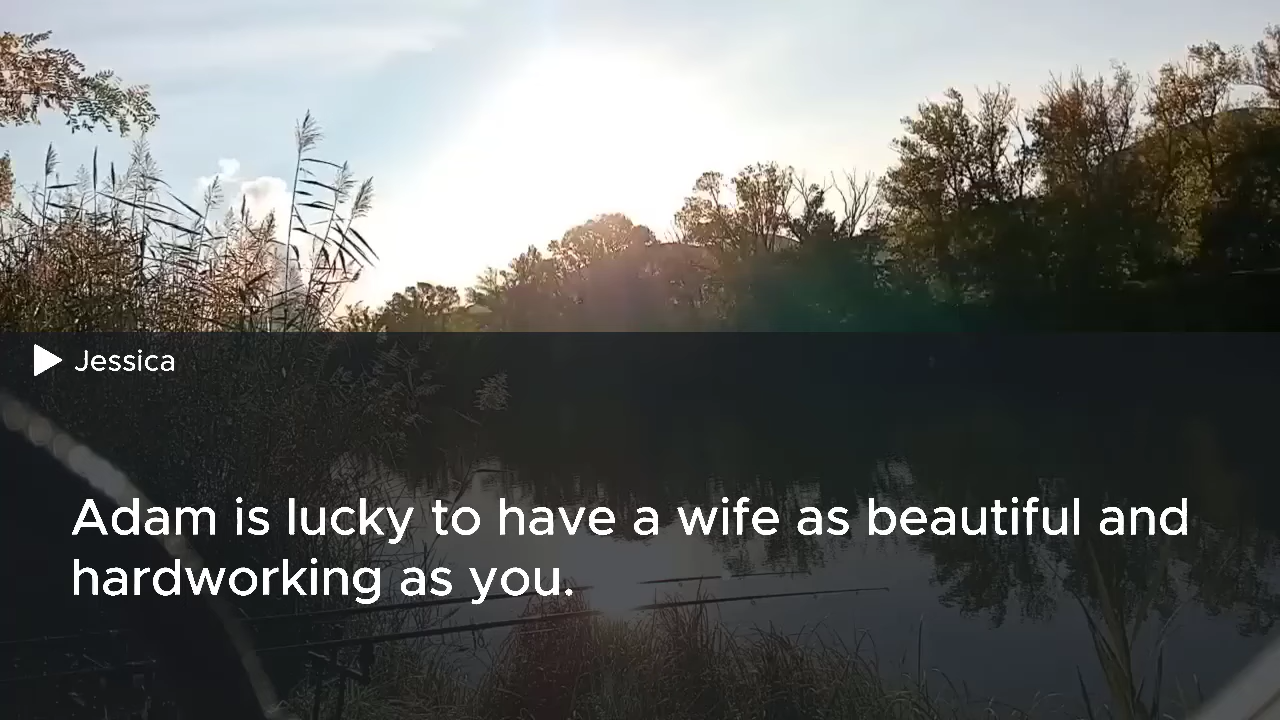 Jessica
Adam is lucky to have a wife as beautiful and
hardworking as you.